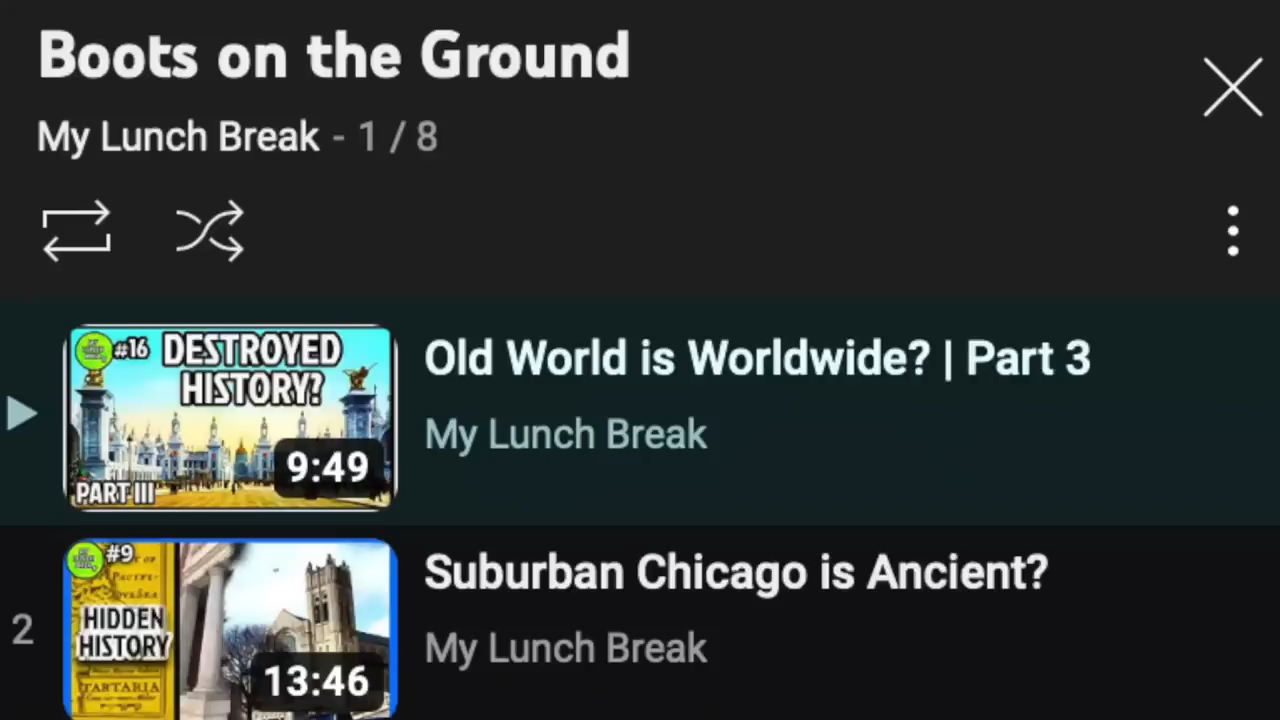 Boots on the Ground
My Lunch Break - 1 / 8
#16 DESTROYED
HISTORY?
9:49
PART III
Old World is Worldwide? | Part 3
My Lunch Break
2
#9
HIDDEN
HISTORY
TARTARIA
13:46
Suburban Chicago is Ancient?
My Lunch Break